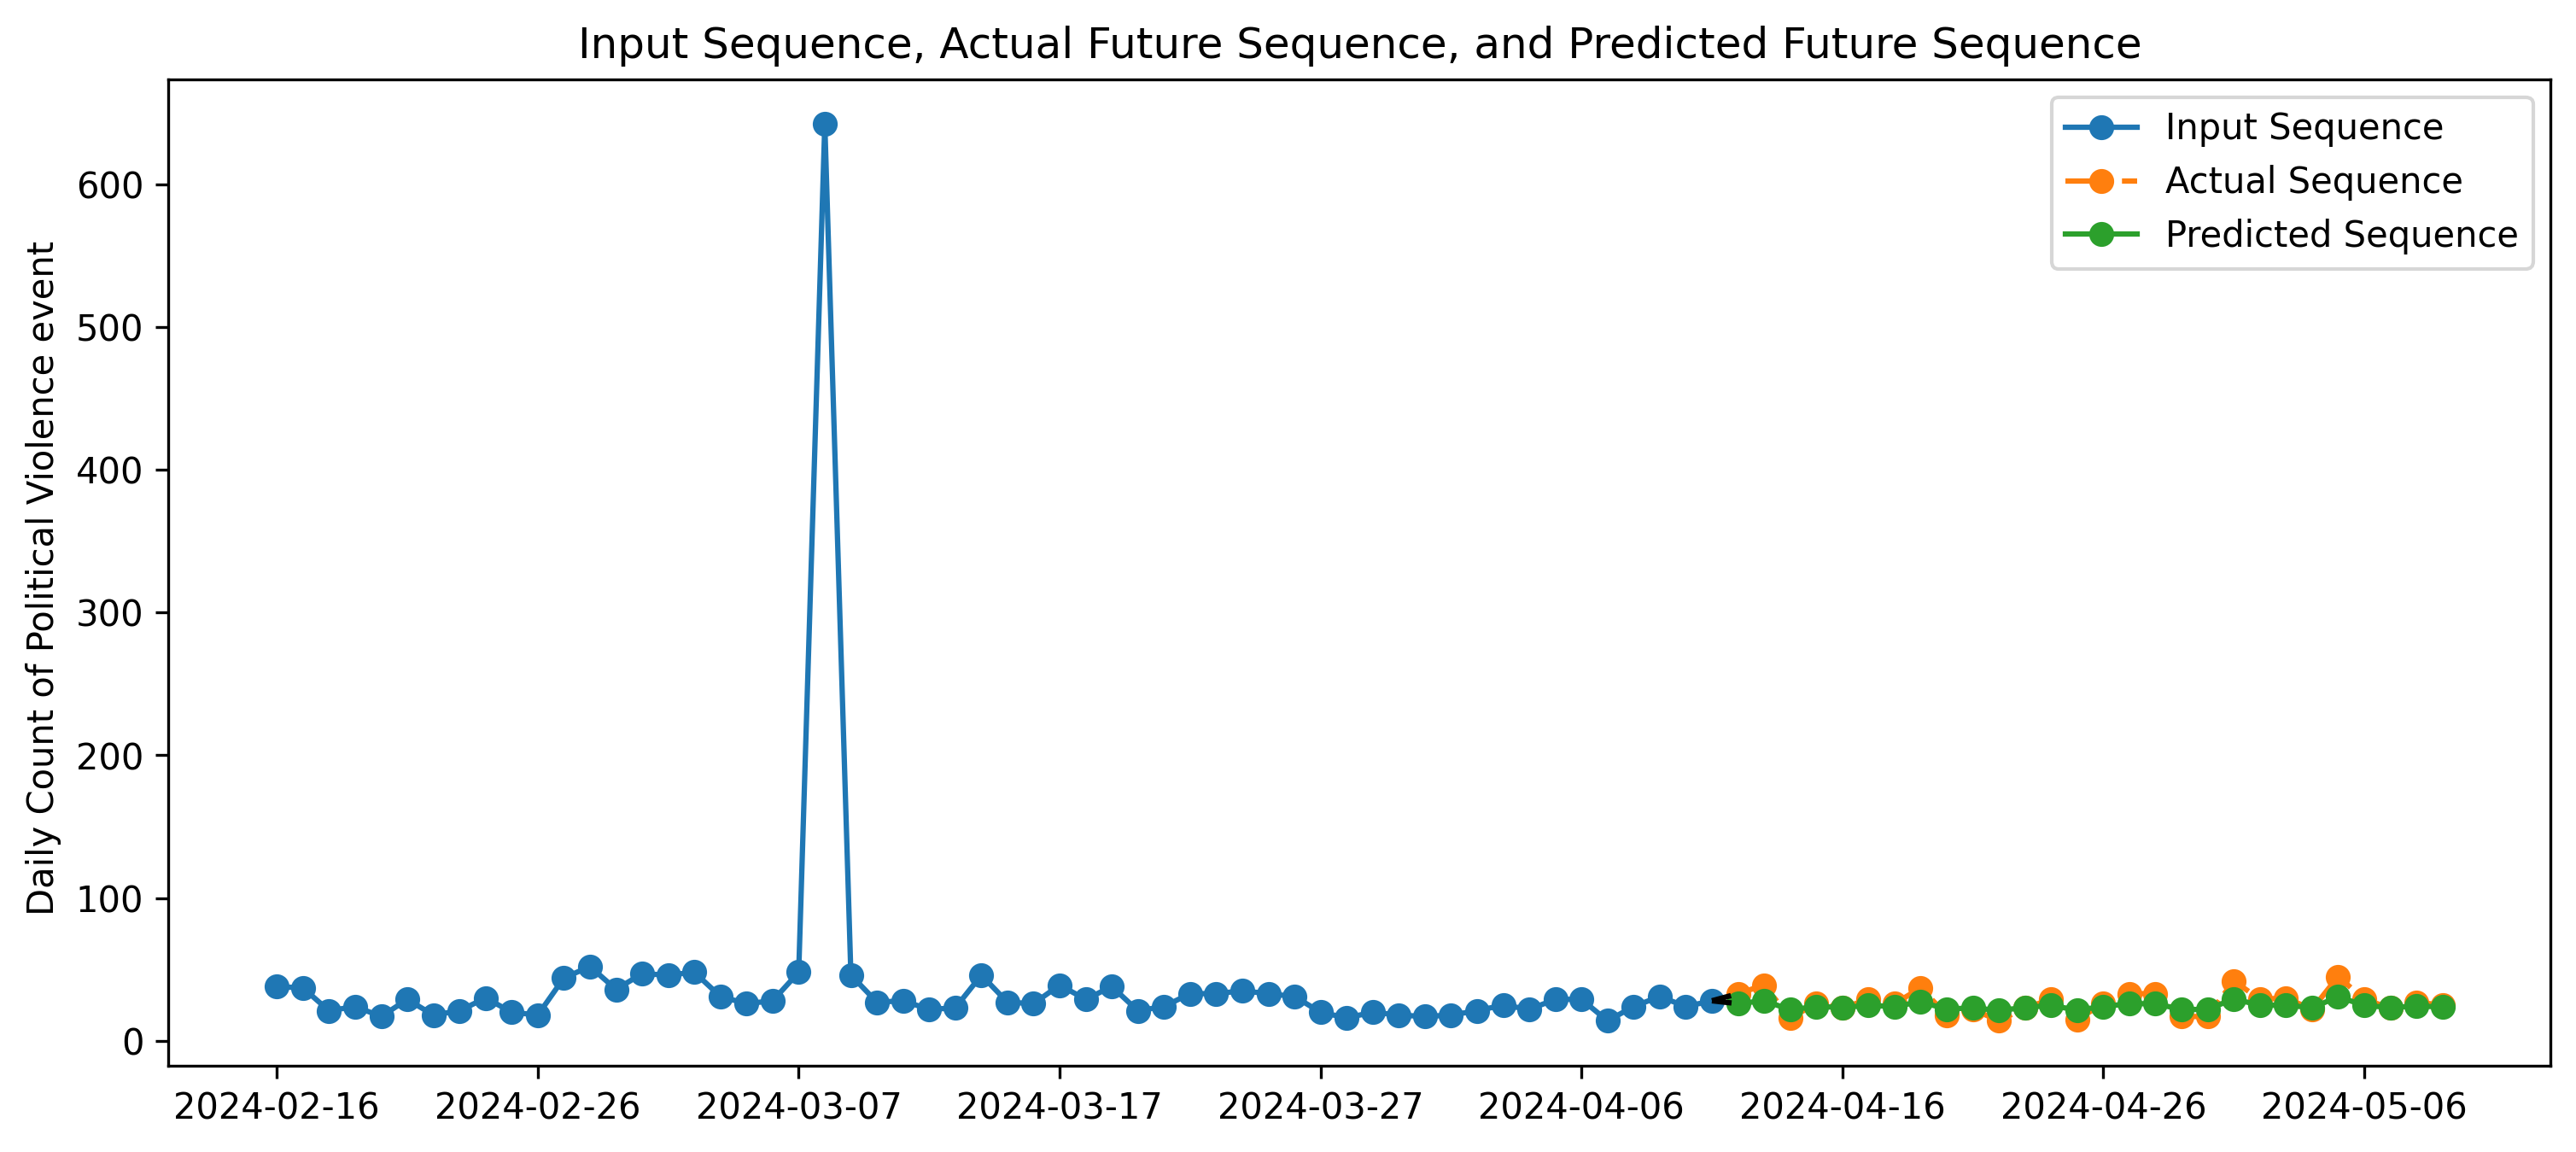 Input Sequence, Actual Future Sequence, and Predicted Future Sequence
Daily Count of Political Violence event
600
500
400
300
200
100
0
Input Sequence
Actual Sequence
Predicted Sequence
2024-02-16 2024-02-26 2024-03-07 2024-03-17 2024-03-27 2024-04-06 2024-04-16 2024-04-26 2024-05-06